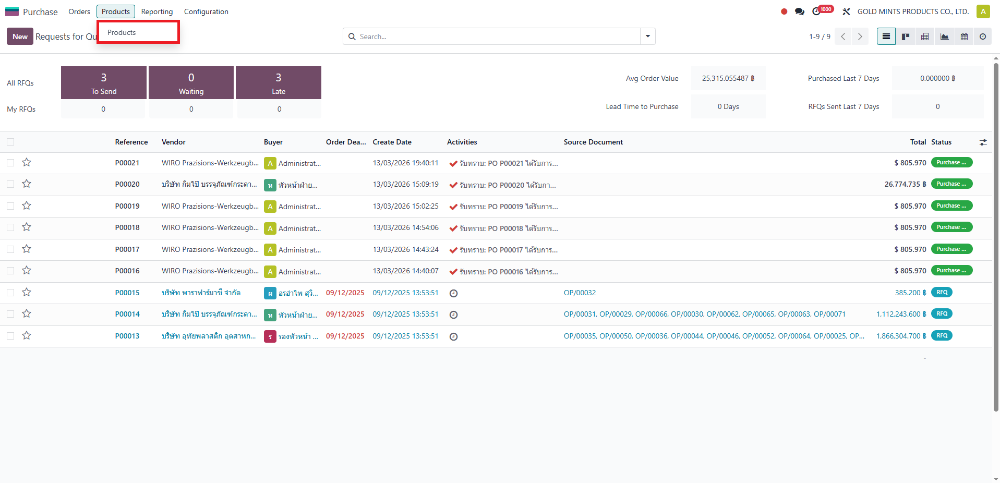 Purchase Orders Products Reporting Configuration 1000 GOLD MINTS PRODUCTS CO., LTD. A
Products
New Requests for Qu Search... 1-9 / 9
All RFQs 3 To Send 0 Waiting 3 Late Avg Order Value 25,315.055487 ฿ Purchased Last 7 Days 0.000000 ฿
My RFQs 0 0 0 Lead Time to Purchase 0 Days RFQs Sent Last 7 Days 0
Reference Vendor Buyer Order Dea... Create Date Activities Source Document Total Status
P00021 WIRO Prazisions-Werkzeugb... A Administrat... 13/03/2026 19:40:11 รับทราบ: PO P00021 ได้รับการ... $ 805.970 Purchase ...
P00020 บริษัท กิมไป๊ บรรจุภัณฑ์กระดา... ห หัวหน้าฝ่าย... 13/03/2026 15:09:19 รับทราบ: PO P00020 ได้รับกา... 26,774.735 ฿ Purchase ...
P00019 WIRO Prazisions-Werkzeugb... A Administrat... 13/03/2026 15:02:25 รับทราบ: PO P00019 ได้รับการ... $ 805.970 Purchase ...
P00018 WIRO Prazisions-Werkzeugb... A Administrat... 13/03/2026 14:54:06 รับทราบ: PO P00018 ได้รับการ... $ 805.970 Purchase ...
P00017 WIRO Prazisions-Werkzeugb... A Administrat... 13/03/2026 14:43:24 รับทราบ: PO P00017 ได้รับการ... $ 805.970 Purchase ...
P00016 WIRO Prazisions-Werkzeugb... A Administrat... 13/03/2026 14:40:07 รับทราบ: PO P00016 ได้รับการ... $ 805.970 Purchase ...
P00015 บริษัท พาราฟาร์มาซี จำกัด ผ อรอำไพ สุวิ... 09/12/2025 09/12/2025 13:53:51 OP/00032 385.200 ฿ RFQ
P00014 บริษัท กิมไป๊ บรรจุภัณฑ์กระดา... ห หัวหน้าฝ่าย... 09/12/2025 09/12/2025 13:53:51 OP/00031, OP/00029, OP/00066, OP/00030, OP/00062, OP/00065, OP/00063, OP/00071 1,112,243.600 ฿ RFQ
P00013 บริษัท อุทัยพลาสติก อุตสาหก... ร รองหัวหน้า ... 09/12/2025 09/12/2025 13:53:51 OP/00035, OP/00050, OP/00036, OP/00044, OP/00046, OP/00052, OP/00064, OP/00025, OP... 1,866,304.700 ฿ RFQ
-